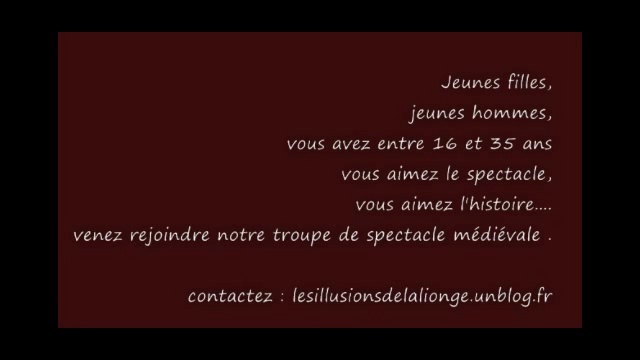 Jeunes filles,
jeunes hommes,
vous avez entre 16 et 35 ans
vous aimez le spectacle,
vous aimez l'histoire....
venez rejoindre notre troupe de spectacle médiévale .
contactez : lesillusionsdelalionge.unblog.fr